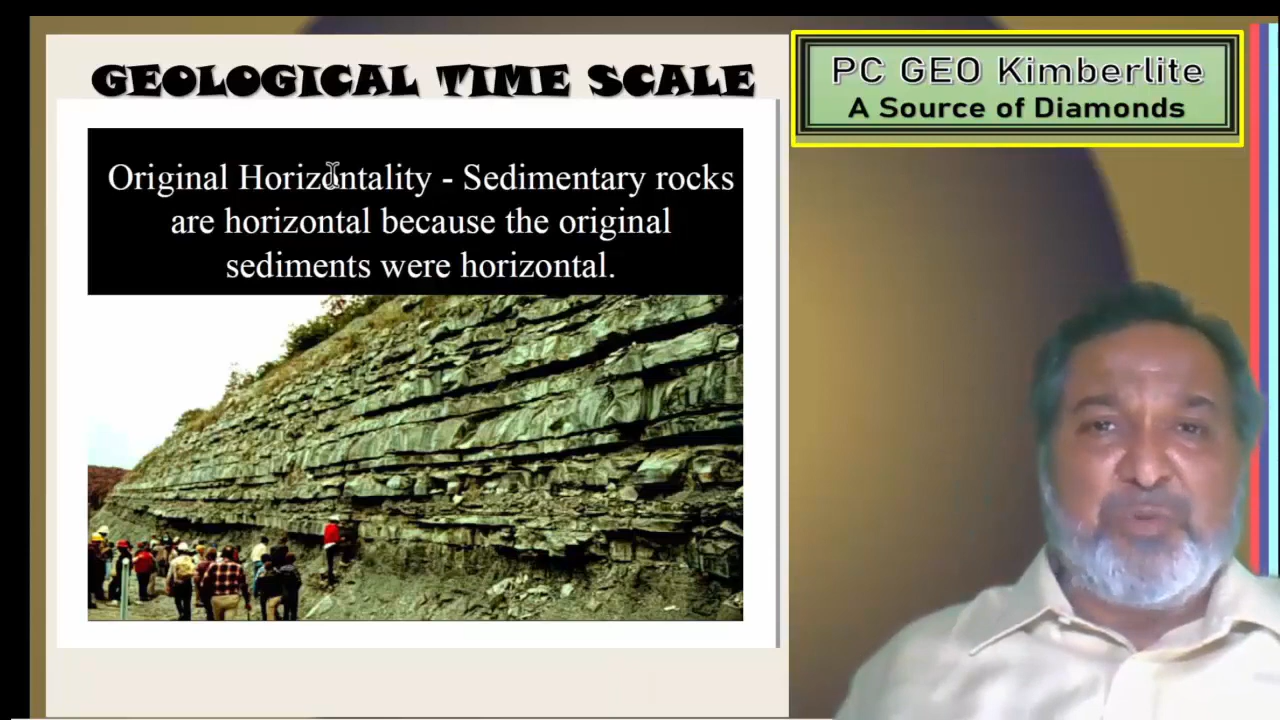 GEOLOGICAL TIME SCALE
PC GEO Kimberlite
A Source of Diamonds
Original Horizontality - Sedimentary rocks
are horizontal because the original
sediments were horizontal.